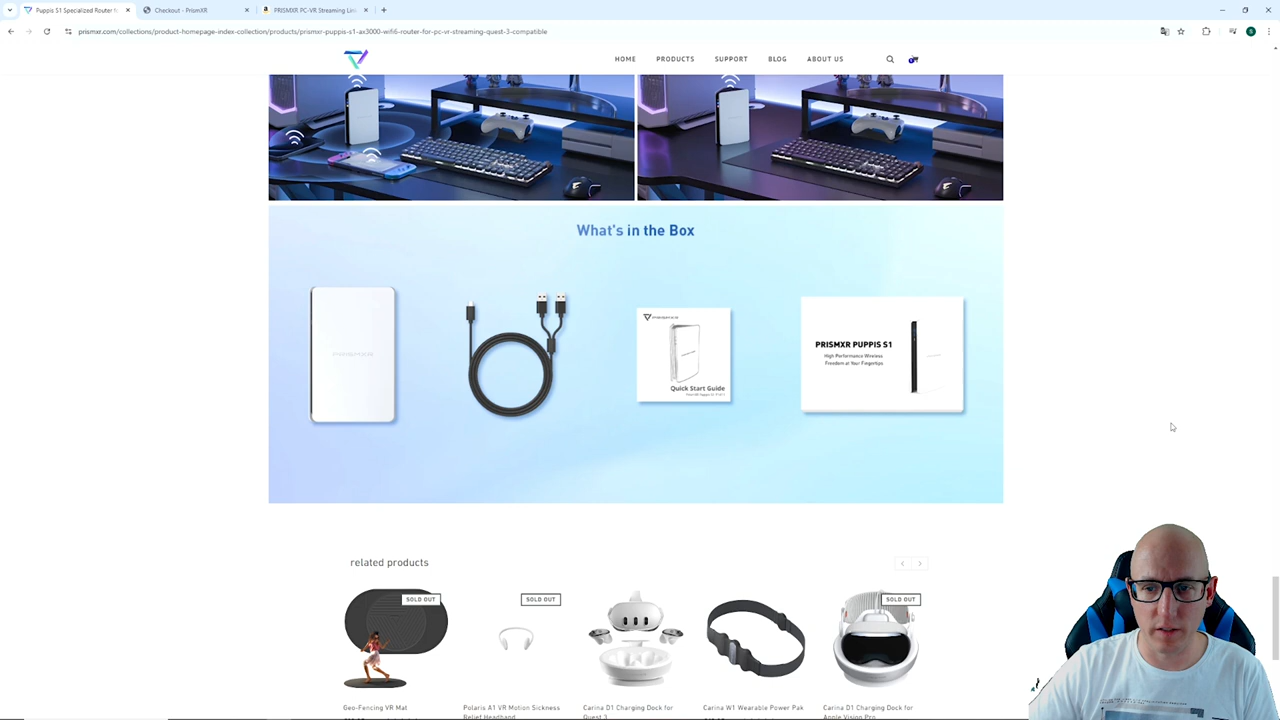 Puppis S1 Specialized Router f
Checkout - PrismXR
PRISMXR PC-VR Streaming Lin
prismxr.com/collections/product-homepage-index-collection/products/prismxr-puppis-s1-ax3000-wifi6-router-for-pc-vr-streaming-quest-3-compatible
S
HOME PRODUCTS SUPPORT BLOG ABOUT US
What's in the Box
PRISMXR
PRISMXR
Quick Start Guide
PRISMXR PUPPIS S1
High Performance Wireless
Freedom at Your Fingertips
related products
SOLD OUT SOLD OUT SOLD OUT
Geo-Fencing VR Mat
Polaris A1 VR Motion Sickness
Relief Headband
Carina D1 Charging Dock for
Quest 3
Carina W1 Wearable Power Pak
Carina D1 Charging Dock for
Apple Vision Pro